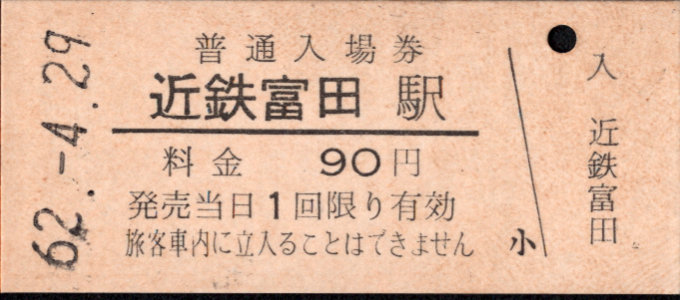 62.-4.29
普通入場券
近鉄富田 駅
料金 90円
発売当日1回限り有効
旅客車内に立入ることはできません
小
入
近鉄富田